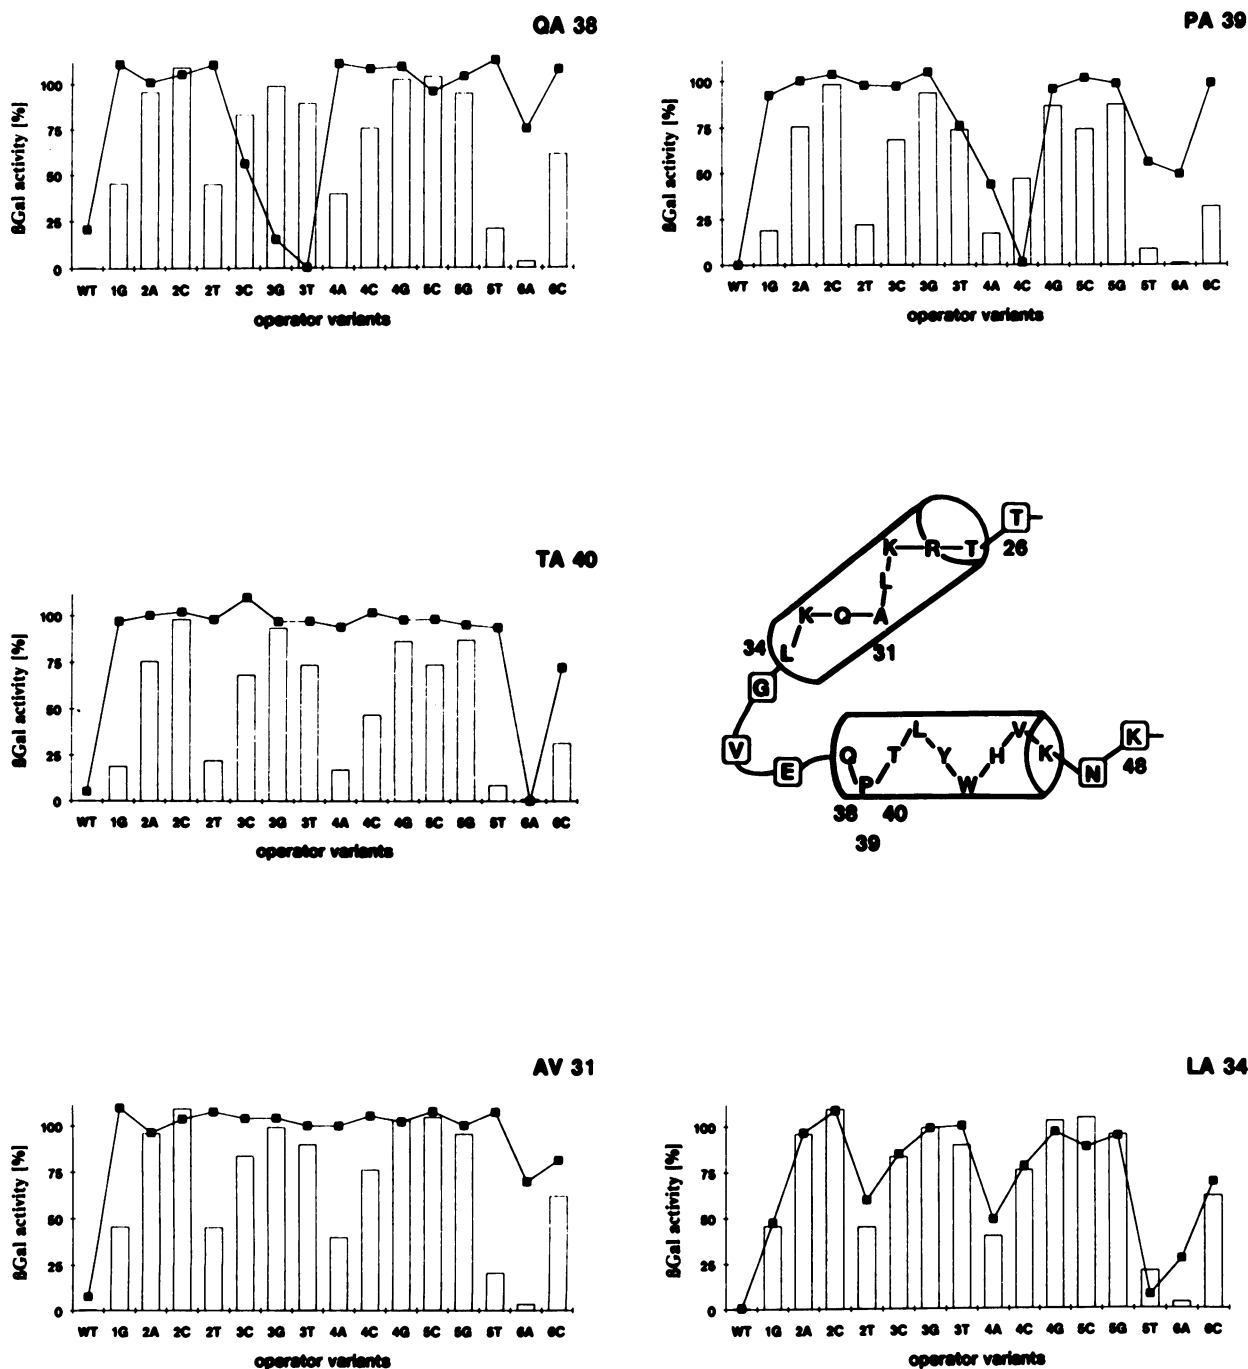 QA 38
100
75
50
25
0
βGal activity [%]
WT 1G 2A 2C 2T 3C 3G 3T 4A 4C 4G 5C 5G 5T 6A 6C
operator variants
PA 39
100
75
50
25
0
βGal activity [%]
WT 1G 2A 2C 2T 3C 3G 3T 4A 4C 4G 5C 5G 5T 6A 6C
operator variants
TA 40
100
75
50
25
0
βGal activity [%]
WT 1G 2A 2C 2T 3C 3G 3T 4A 4C 4G 5C 5G 5T 6A 6C
operator variants
T
26
K R T
L
K Q A
34 L 31
G
V
E
Q P T L Y W H V K
N
K
48
38 40
39
AV 31
100
75
50
25
0
βGal activity [%]
WT 1G 2A 2C 2T 3C 3G 3T 4A 4C 4G 5C 5G 5T 6A 6C
operator variants
LA 34
100
75
50
25
0
βGal activity [%]
WT 1G 2A 2C 2T 3C 3G 3T 4A 4C 4G 5C 5G 5T 6A 6C
operator variants